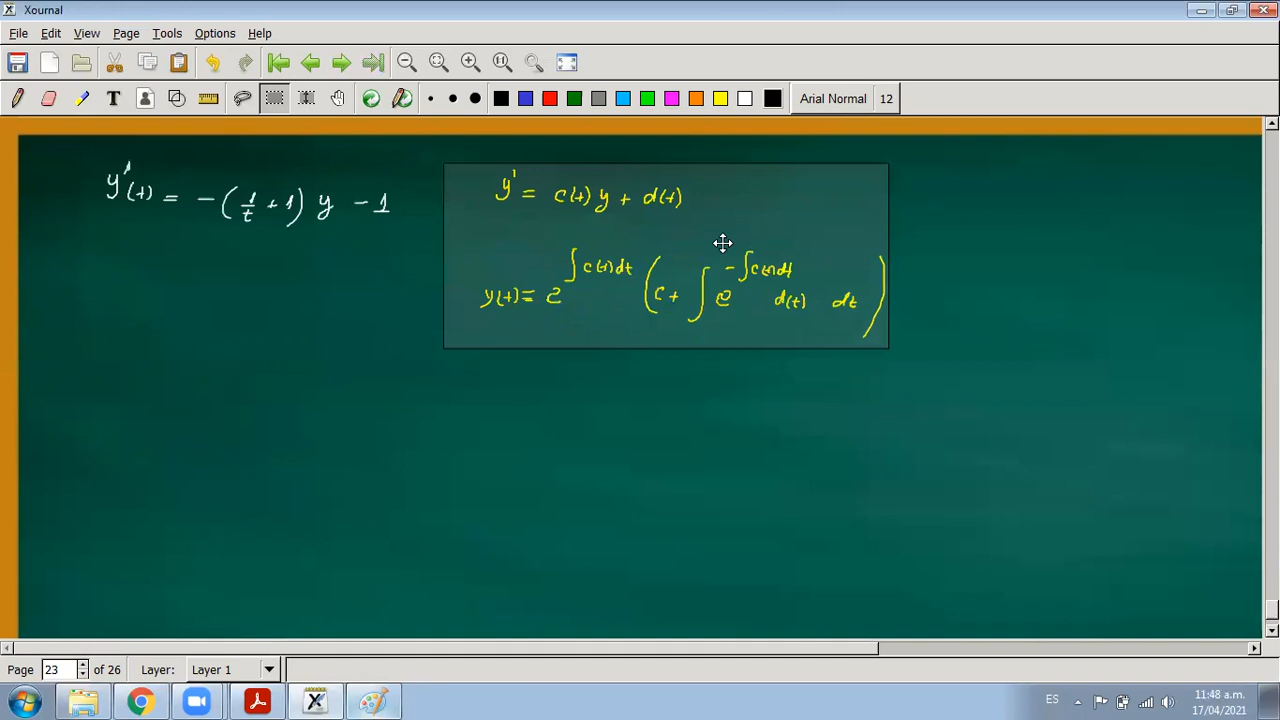 Xournal
File Edit View Page Tools Options Help
Arial Normal 12
y'(t) = -(1/t + 1) y - 1
y' = c(t) y + d(t)
y(t) = e^{∫c(t)dt} (c + ∫ e^{-∫c(t)dt} d(t) dt)
Page 23 of 26 Layer: Layer 1
ES
11:48 a.m.
17/04/2021